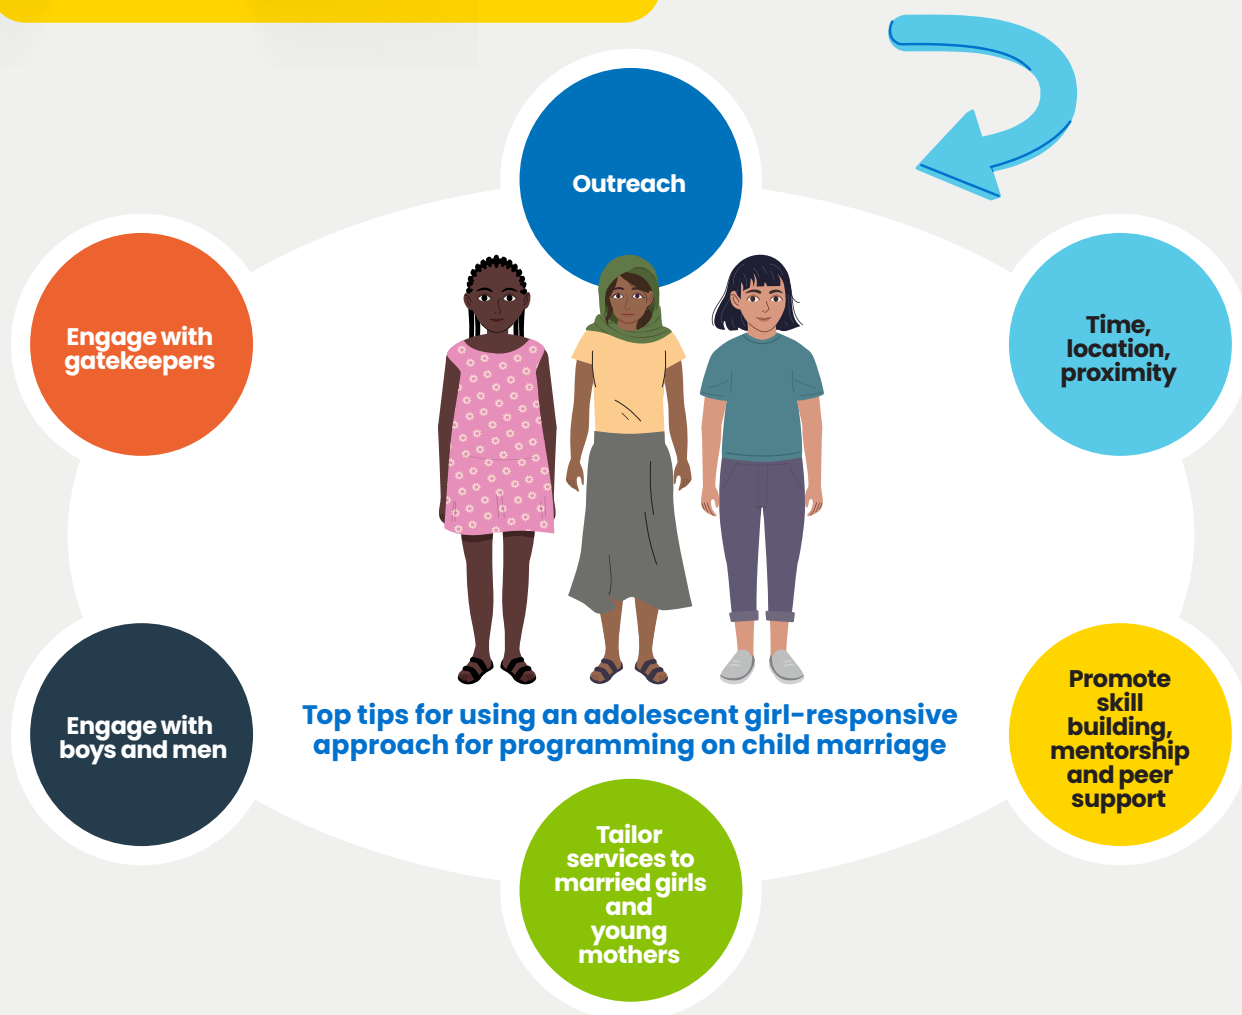 Outreach
Time,
location,
proximity
Promote
skill
building,
mentorship
and peer
support
Tailor
services to
married girls
and
young
mothers
Engage with
boys and men
Engage with
gatekeepers
Top tips for using an adolescent girl-responsive
approach for programming on child marriage